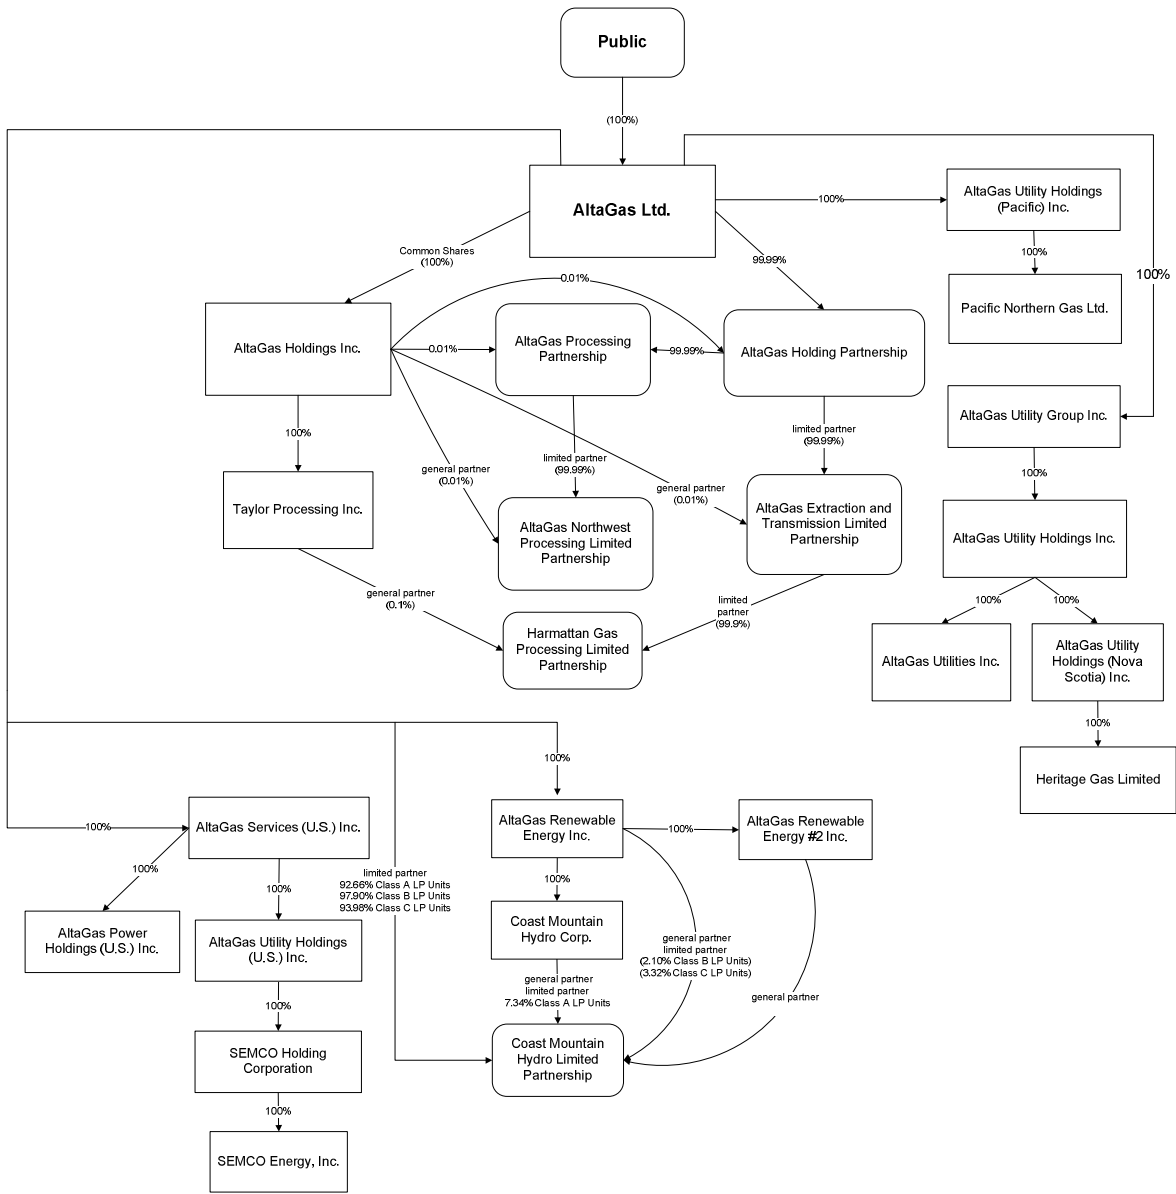 Public
(100%)
AltaGas Ltd.
100%
AltaGas Utility Holdings
(Pacific) Inc.
100%
Pacific Northern Gas Ltd.
100%
Common Shares
(100%)
99.99%
0.01%
AltaGas Holdings Inc.
0.01%
AltaGas Processing
Partnership
99.99%
AltaGas Holding Partnership
AltaGas Utility Group Inc.
100%
100%
general partner
(0.01%)
limited partner
(99.99%)
general partner
(0.01%)
limited partner
(99.99%)
Taylor Processing Inc.
AltaGas Northwest
Processing Limited
Partnership
AltaGas Extraction and
Transmission Limited
Partnership
AltaGas Utility Holdings Inc.
general partner
(0.1%)
limited
partner
(99.9%)
100%
100%
Harmattan Gas
Processing Limited
Partnership
AltaGas Utilities Inc.
AltaGas Utility
Holdings (Nova
Scotia) Inc.
100%
Heritage Gas Limited
100%
100%
AltaGas Services (U.S.) Inc.
AltaGas Renewable
Energy Inc.
100%
AltaGas Renewable
Energy #2 Inc.
100%
100%
limited partner
92.66% Class A LP Units
97.90% Class B LP Units
93.98% Class C LP Units
100%
AltaGas Power
Holdings (U.S.) Inc.
AltaGas Utility Holdings
(U.S.) Inc.
Coast Mountain
Hydro Corp.
general partner
limited partner
(2.10% Class B LP Units)
(3.32% Class C LP Units)
general partner
limited partner
7.34% Class A LP Units
general partner
100%
SEMCO Holding
Corporation
Coast Mountain
Hydro Limited
Partnership
100%
SEMCO Energy, Inc.